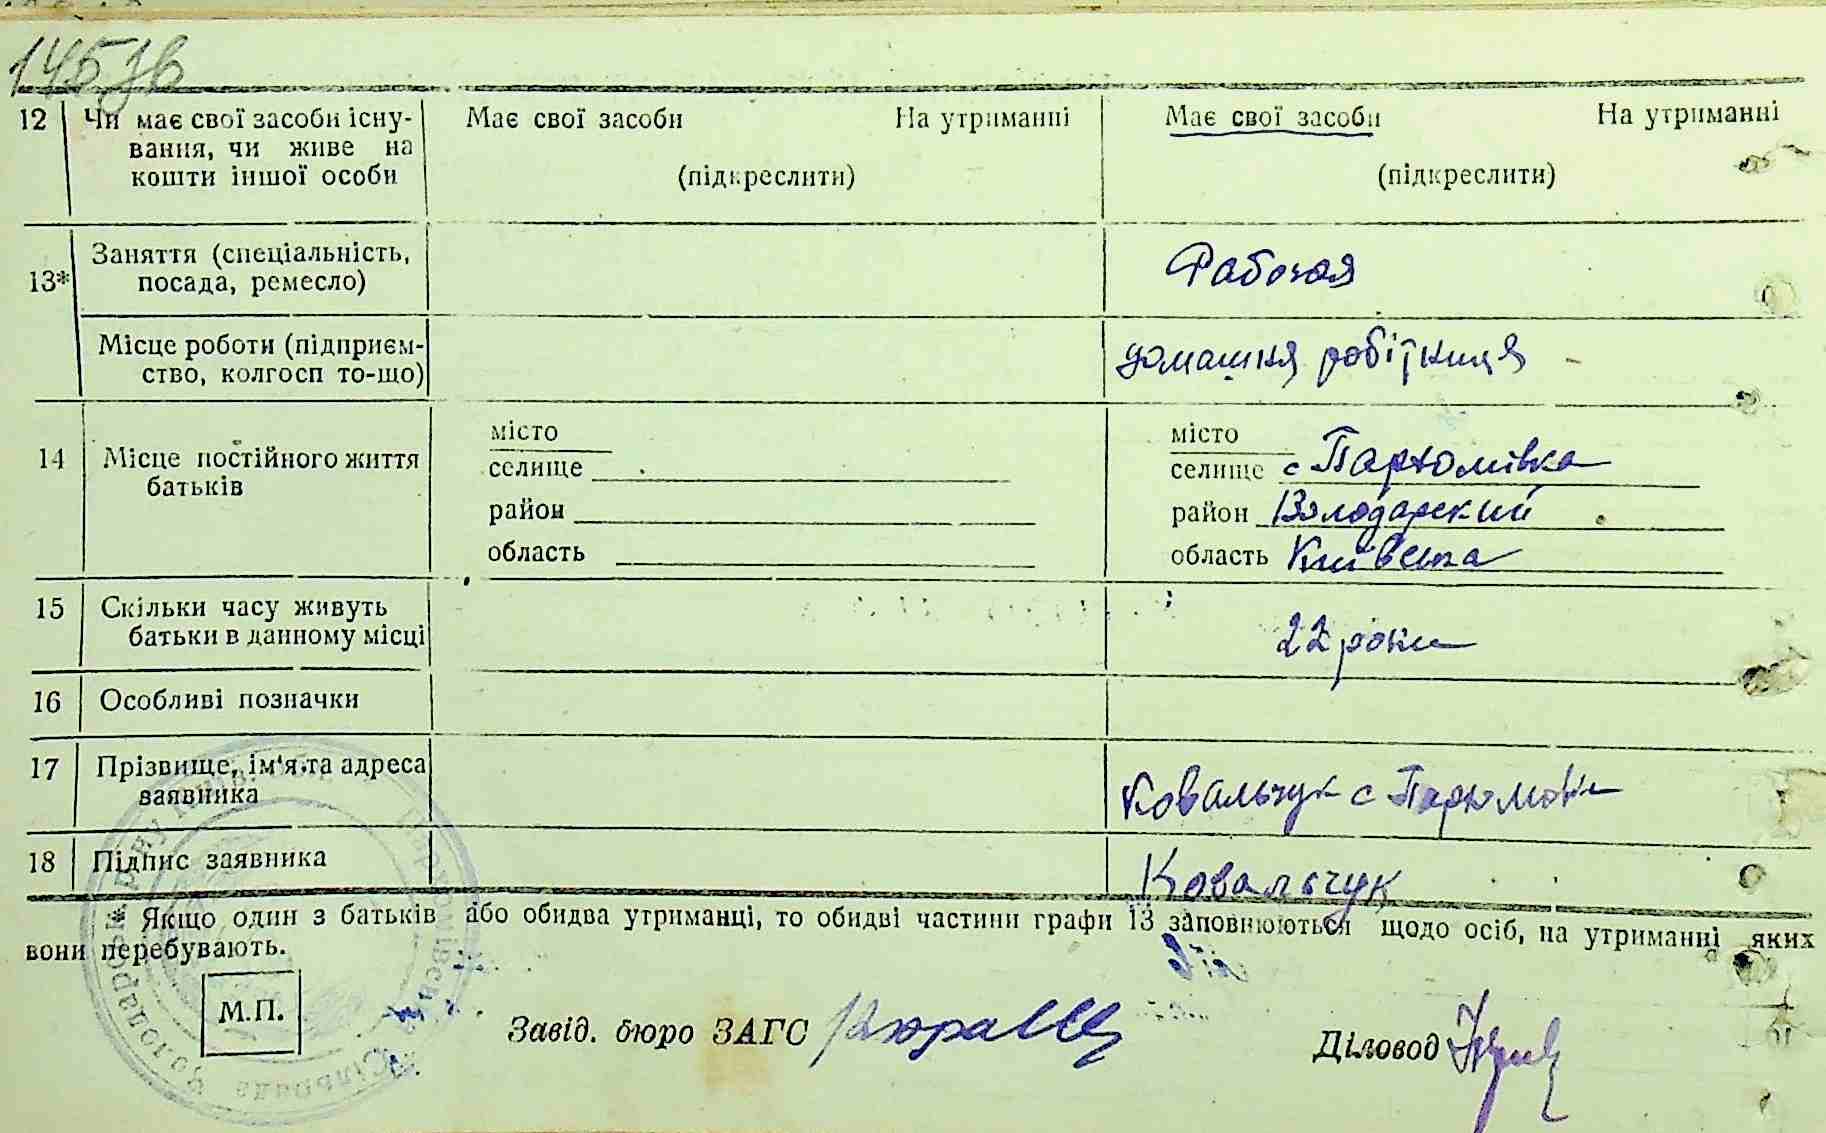 12 Чи має свої засоби існу- Має свої засоби На утриманні Має свої засоби На утриманні
вання, чи живе на
кошти іншої особи (підкреслити) (підкреслити)
13* Заняття (спеціальність, Рабочая
посада, ремесло)
Місце роботи (підприєм- домашня робітниця
ство, колгосп то-що)
14 Місце постійного життя батьків місто місто
селище селище с Пархомівка
район район Володарский
область область Київська
15 Скільки часу живуть 22 роки
батьки в данному місці
16 Особливі позначки
17 Прізвище, ім'я та адреса Ковальчук с Пархомівк
заявника
18 Підпис заявника Ковальчук
* Якщо один з батьків або обидва утриманці, то обидві частини графи 13 заповнюються щодо осіб, на утриманні яких
вони перебувають.
М.П. Завід. бюро ЗАГС Діловод